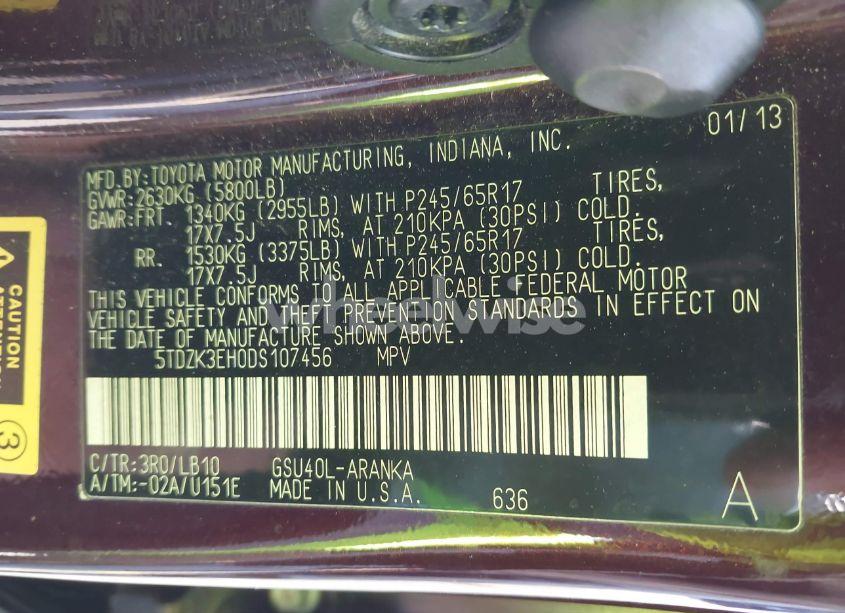 01/13
MFD.BY:TOYOTA MOTOR MANUFACTURING, INDIANA, INC.
GVWR:2630KG (5800LB)
GAWR:FRT. 1340KG (2955LB) WITH P245/65R17 TIRES,
17X7.5J RIMS, AT 210KPA (30PSI) COLD.
RR. 1530KG (3375LB) WITH P245/65R17 TIRES,
17X7.5J RIMS, AT 210KPA (30PSI) COLD.
THIS VEHICLE CONFORMS TO ALL APPLICABLE FEDERAL MOTOR
VEHICLE SAFETY AND THEFT PREVENTION STANDARDS IN EFFECT ON
THE DATE OF MANUFACTURE SHOWN ABOVE.
5TDZK3EH0DS107456 MPV
C/TR:3R0/LB10 GSU40L-ARANKA
A/TM:-02A/U151E MADE IN U.S.A. 636 A
wheelwise
CAUTION
3